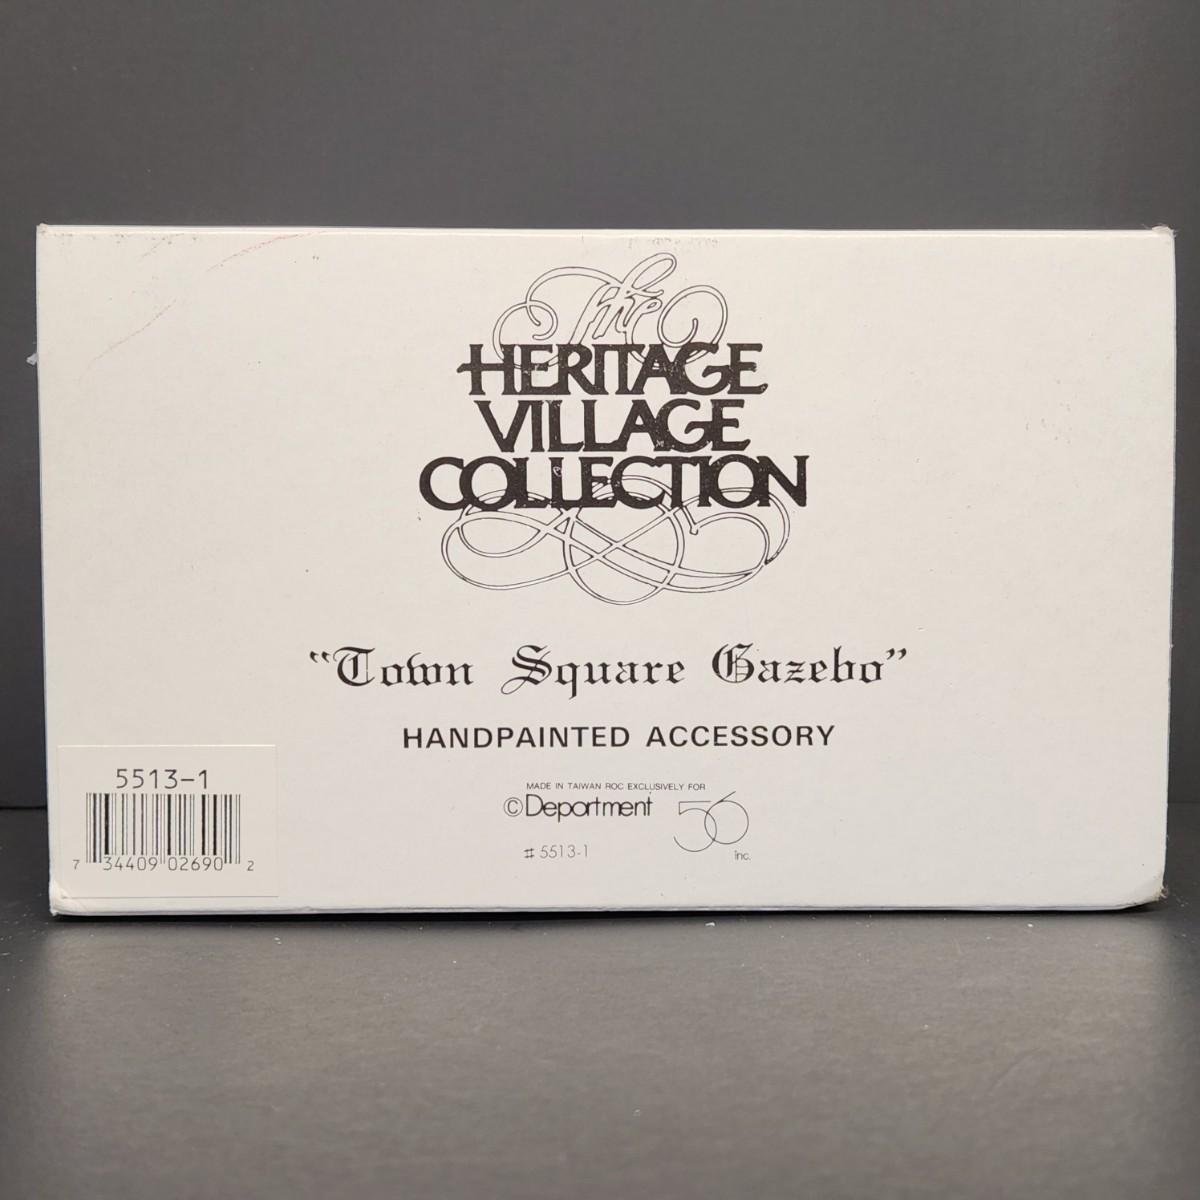 The
HERITAGE
VILLAGE
COLLECTION
"Town Square Gazebo"
HANDPAINTED ACCESSORY
MADE IN TAIWAN ROC EXCLUSIVELY FOR
©Department 56 inc.
# 5513-1
5513-1
7 34409 02690 2